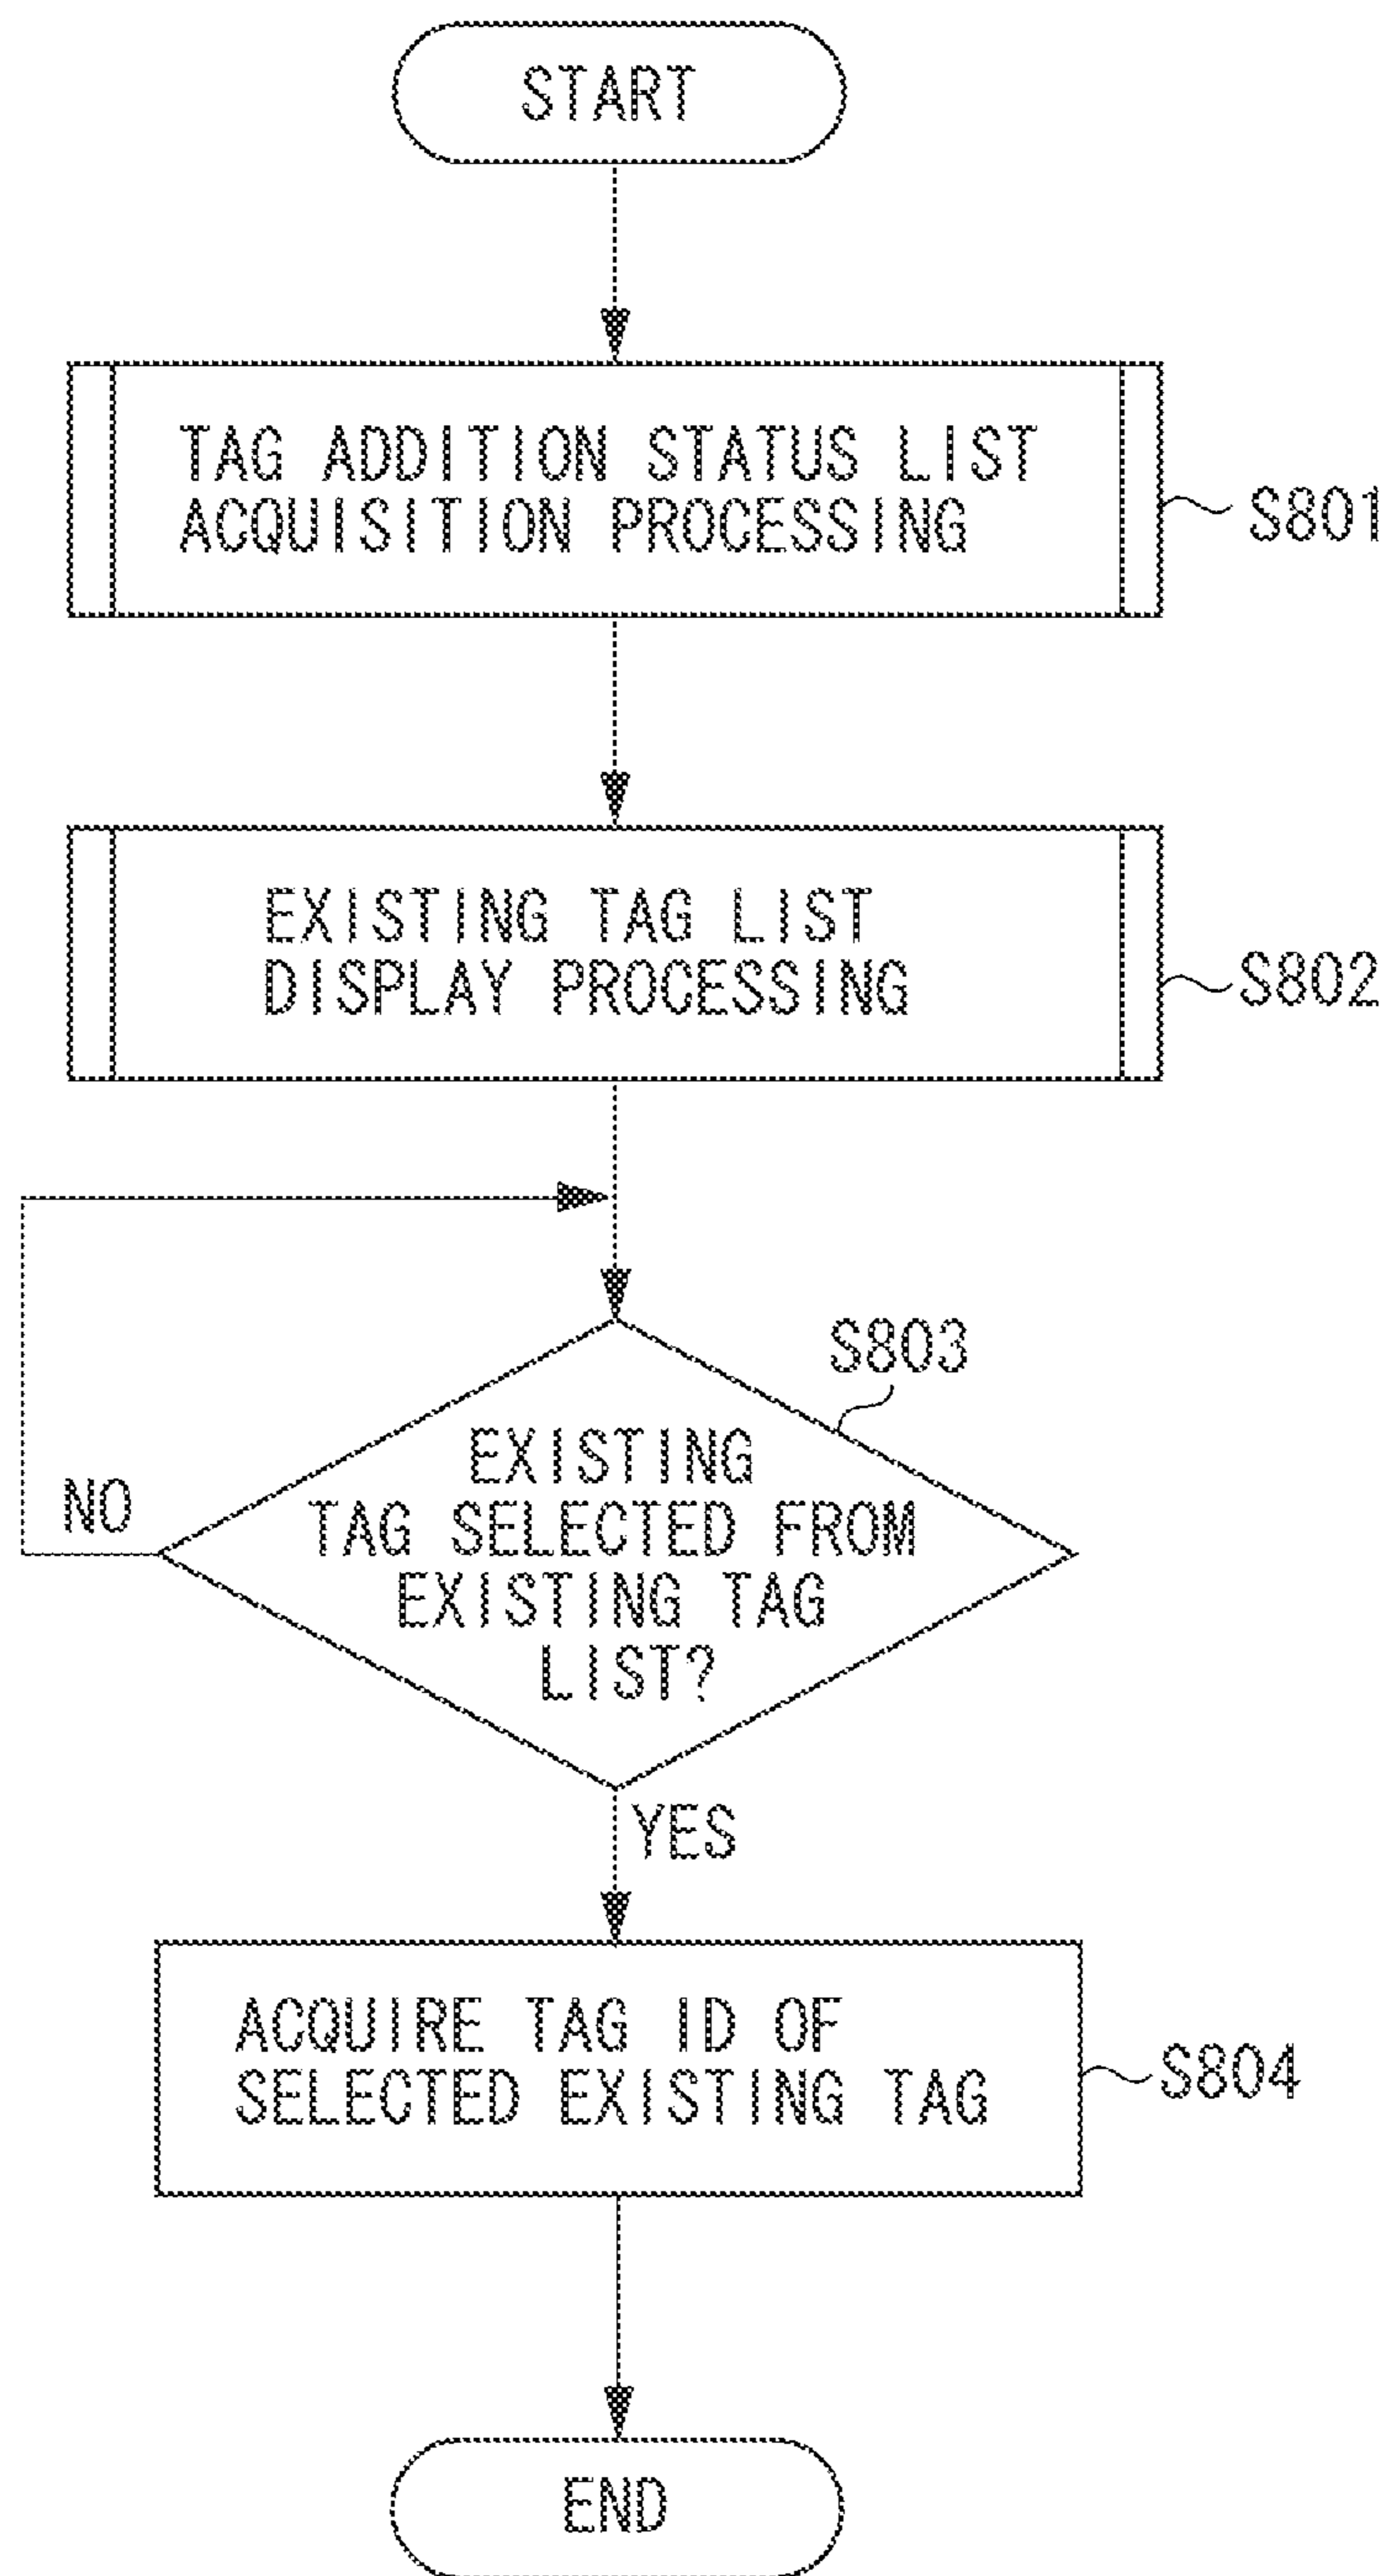 START
TAG ADDITION STATUS LIST
ACQUISITION PROCESSING
S801
EXISTING TAG LIST
DISPLAY PROCESSING
S802
S803
EXISTING
TAG SELECTED FROM
EXISTING TAG
LIST?
NO
YES
ACQUIRE TAG ID OF
SELECTED EXISTING TAG
S804
END